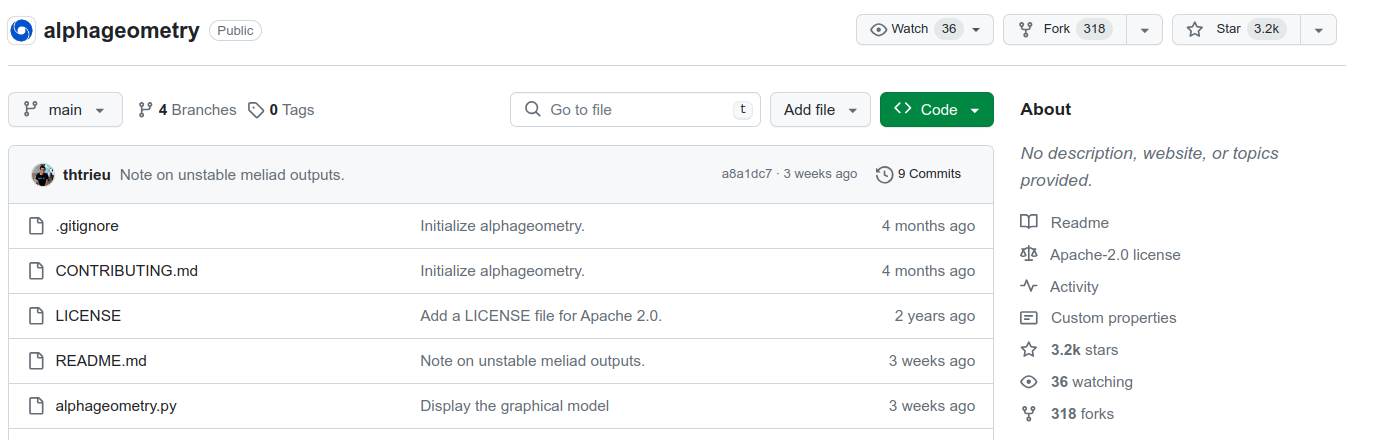 alphageometry Public Watch 36 Fork 318 Star 3.2k
main 4 Branches 0 Tags Go to file t Add file Code
thtrieu Note on unstable meliad outputs. a8a1dc7 · 3 weeks ago 9 Commits
.gitignore Initialize alphageometry. 4 months ago
CONTRIBUTING.md Initialize alphageometry. 4 months ago
LICENSE Add a LICENSE file for Apache 2.0. 2 years ago
README.md Note on unstable meliad outputs. 3 weeks ago
alphageometry.py Display the graphical model 3 weeks ago
About
No description, website, or topics
provided.
Readme
Apache-2.0 license
Activity
Custom properties
3.2k stars
36 watching
318 forks